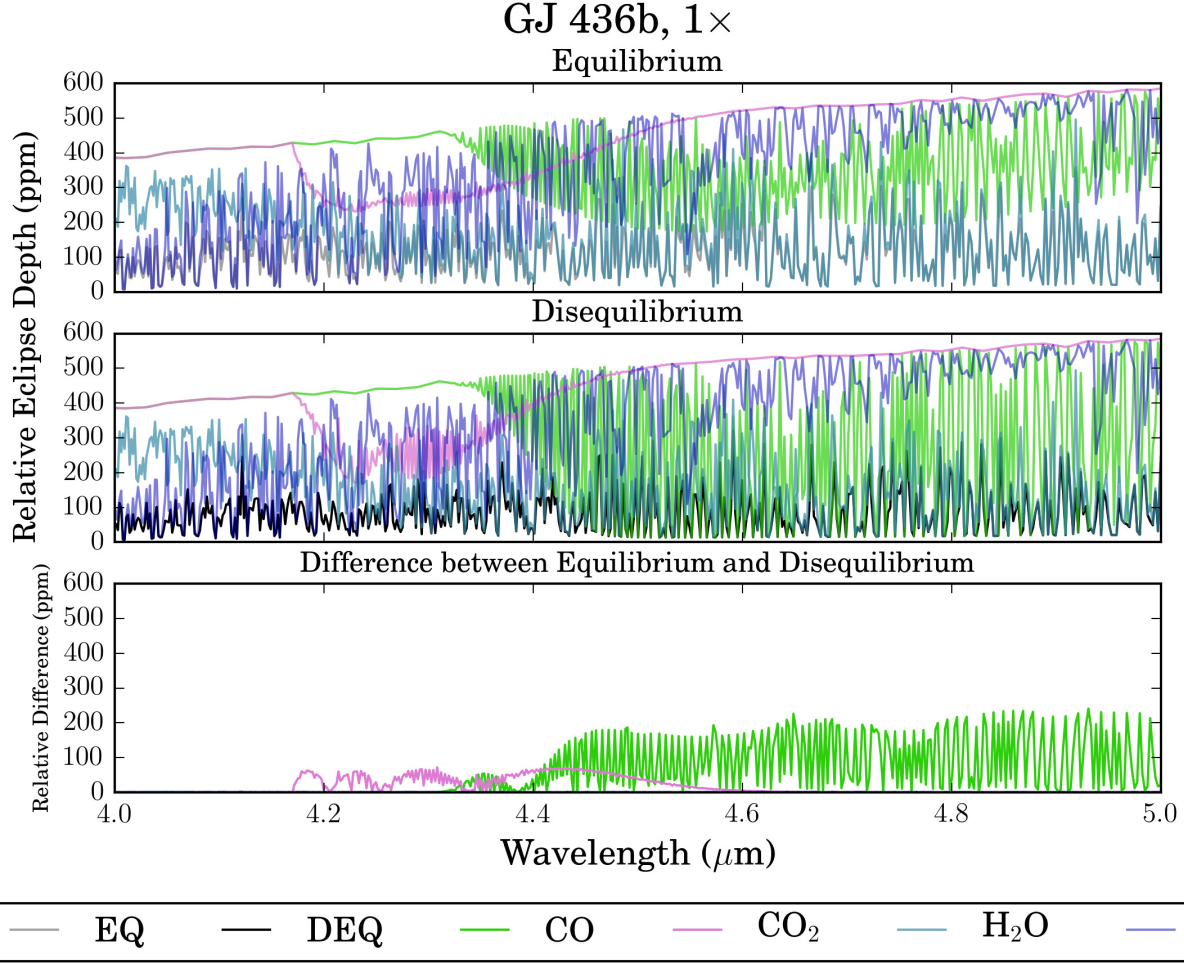 GJ 436b, 1×
Equilibrium
600
500
400
300
200
100
0
Disequilibrium
600
500
400
300
200
100
0
Relative Eclipse Depth (ppm)
Difference between Equilibrium and Disequilibrium
600
500
400
300
200
100
0
Relative Difference (ppm)
4.0 4.2 4.4 4.6 4.8 5.0
Wavelength (μm)
EQ DEQ CO CO₂ H₂O